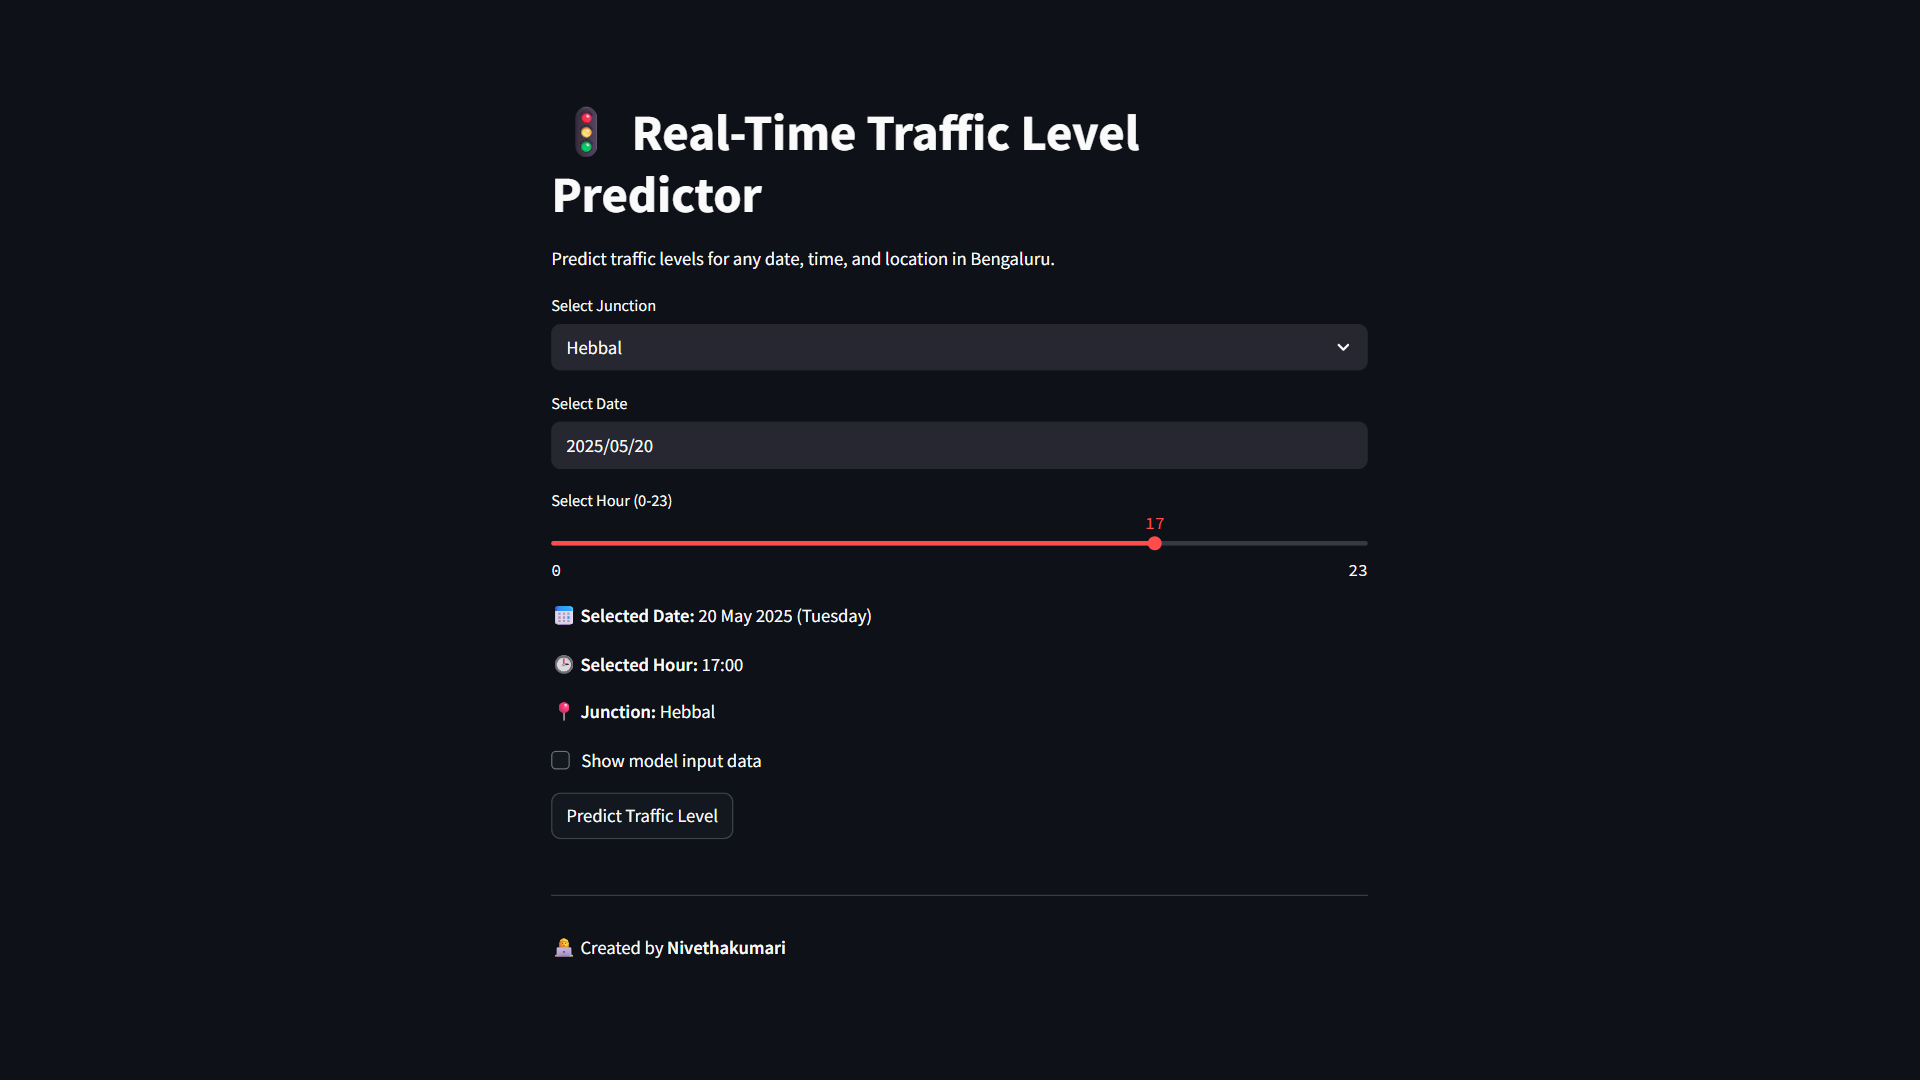 Real-Time Traffic Level
Predictor
Predict traffic levels for any date, time, and location in Bengaluru.
Select Junction
Hebbal
Select Date
2025/05/20
Select Hour (0-23)
17
0 23
Selected Date: 20 May 2025 (Tuesday)
Selected Hour: 17:00
Junction: Hebbal
Show model input data
Predict Traffic Level
Created by Nivethakumari